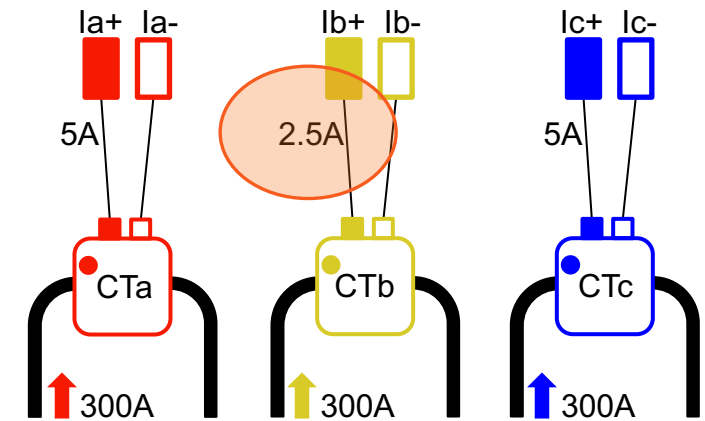 Ia+ Ia- Ib+ Ib- Ic+ Ic-
5A 2.5A 5A
CTa CTb CTc
300A 300A 300A